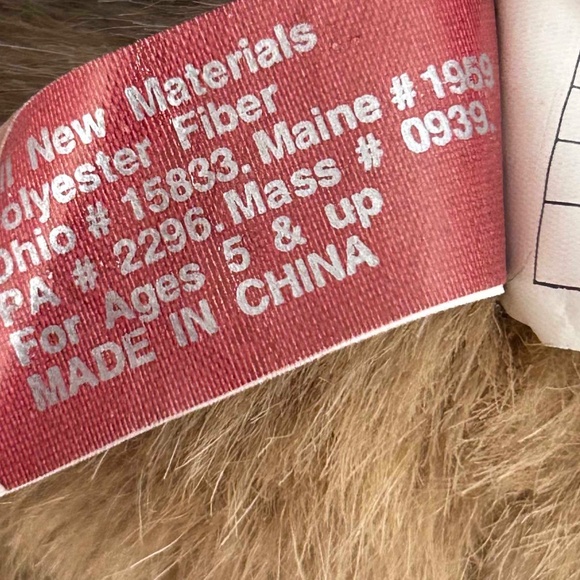 New Materials
olyester Fiber
Ohio # 15833. Maine # 1959
PA # 2296. Mass # 0939.
For Ages 5 & up
MADE IN CHINA